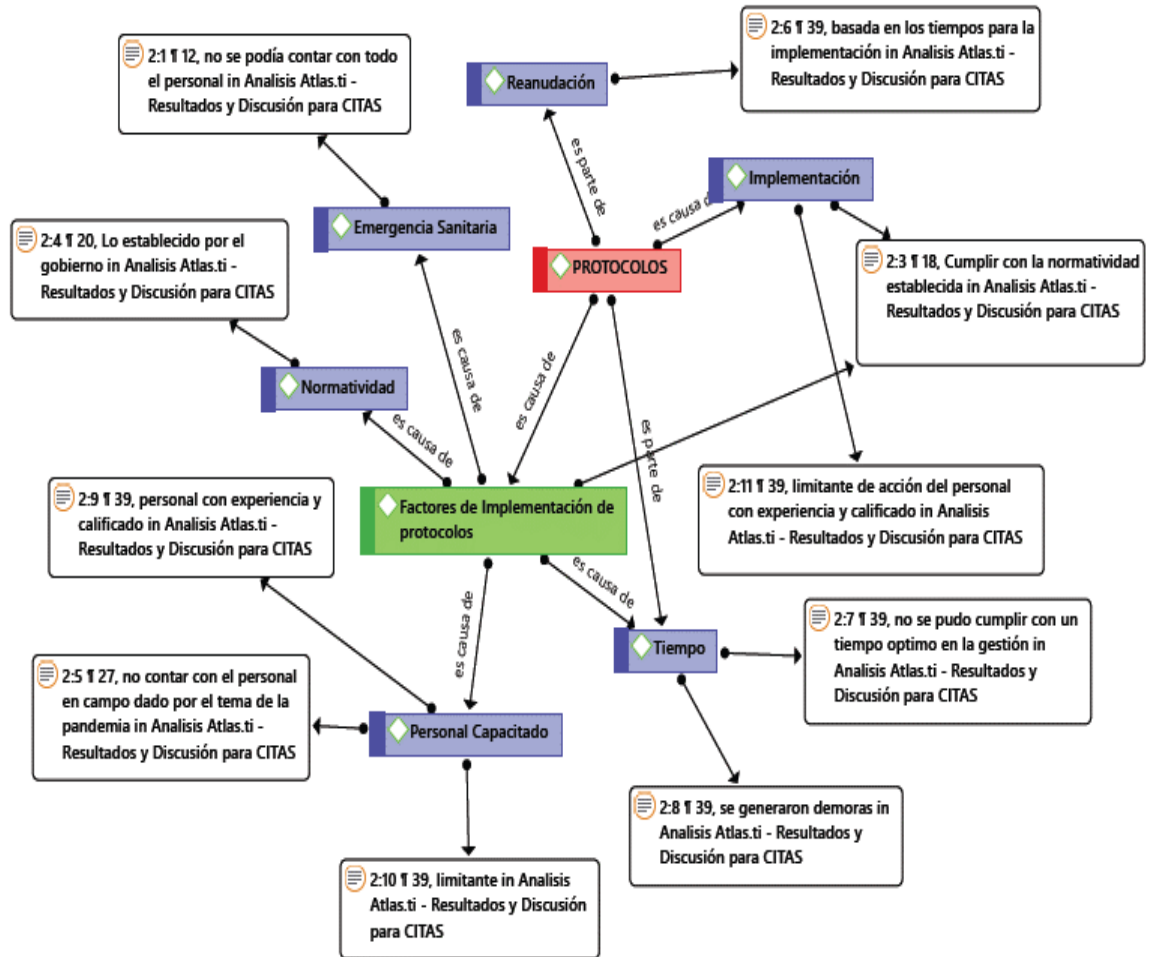 2:6 ¶ 39, basada en los tiempos para la
implementación in Analisis Atlas.ti -
Resultados y Discusión para CITAS
2:1 ¶ 12, no se podía contar con todo
el personal in Analisis Atlas.ti -
Resultados y Discusión para CITAS
Reanudación
es parte de
Implementación
es causa d
Emergencia Sanitaria
2:4 ¶ 20, Lo establecido por el
gobierno in Analisis Atlas.ti -
Resultados y Discusión para CITAS
PROTOCOLOS
2:3 ¶ 18, Cumplir con la normatividad
establecida in Analisis Atlas.ti -
Resultados y Discusión para CITAS
es causa de
es causa de
Normatividad
es causa de
es parte de
2:9 ¶ 39, personal con experiencia y
calificado in Analisis Atlas.ti -
Resultados y Discusión para CITAS
Factores de Implementación de
protocolos
2:11 ¶ 39, limitante de acción del personal
con experiencia y calificado in Analisis
Atlas.ti - Resultados y Discusión para CITAS
es causa de
es causa de
2:7 ¶ 39, no se pudo cumplir con un
tiempo optimo en la gestión in
Analisis Atlas.ti - Resultados y
Discusión para CITAS
Tiempo
2:5 ¶ 27, no contar con el personal
en campo dado por el tema de la
pandemia in Analisis Atlas.ti -
Resultados y Discusión para CITAS
Personal Capacitado
2:8 ¶ 39, se generaron demoras in
Analisis Atlas.ti - Resultados y
Discusión para CITAS
2:10 ¶ 39, limitante in Analisis
Atlas.ti - Resultados y Discusión
para CITAS